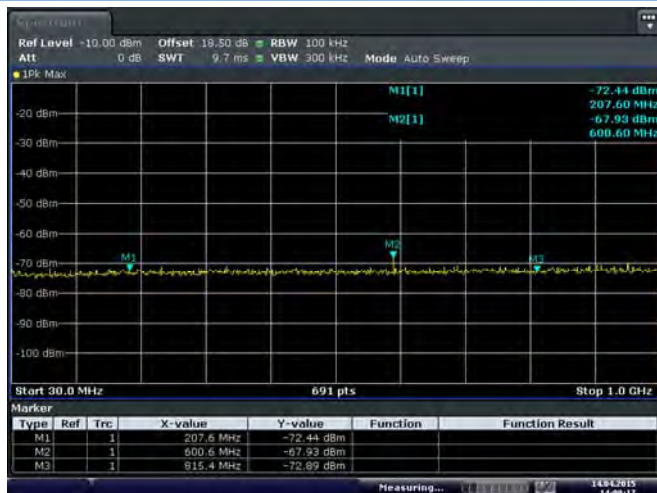 Spectrum
Ref Level -10.00 dBm Offset 18.50 dB RBW 100 kHz
Att 0 dB SWT 9.7 ms VBW 300 kHz Mode Auto Sweep
1Pk Max
M1[1] -72.44 dBm
207.60 MHz
-20 dBm
M2[1] -67.93 dBm
600.60 MHz
-30 dBm
-40 dBm
-50 dBm
-60 dBm
M2
M1
M3
-70 dBm
-80 dBm
-90 dBm
-100 dBm
Start 30.0 MHz 691 pts Stop 1.0 GHz
Marker
Type Ref Trc X-value Y-value Function Function Result
M1 1 207.6 MHz -72.44 dBm
M2 1 600.6 MHz -67.93 dBm
M3 1 815.4 MHz -72.89 dBm
Measuring... 14.04.2015